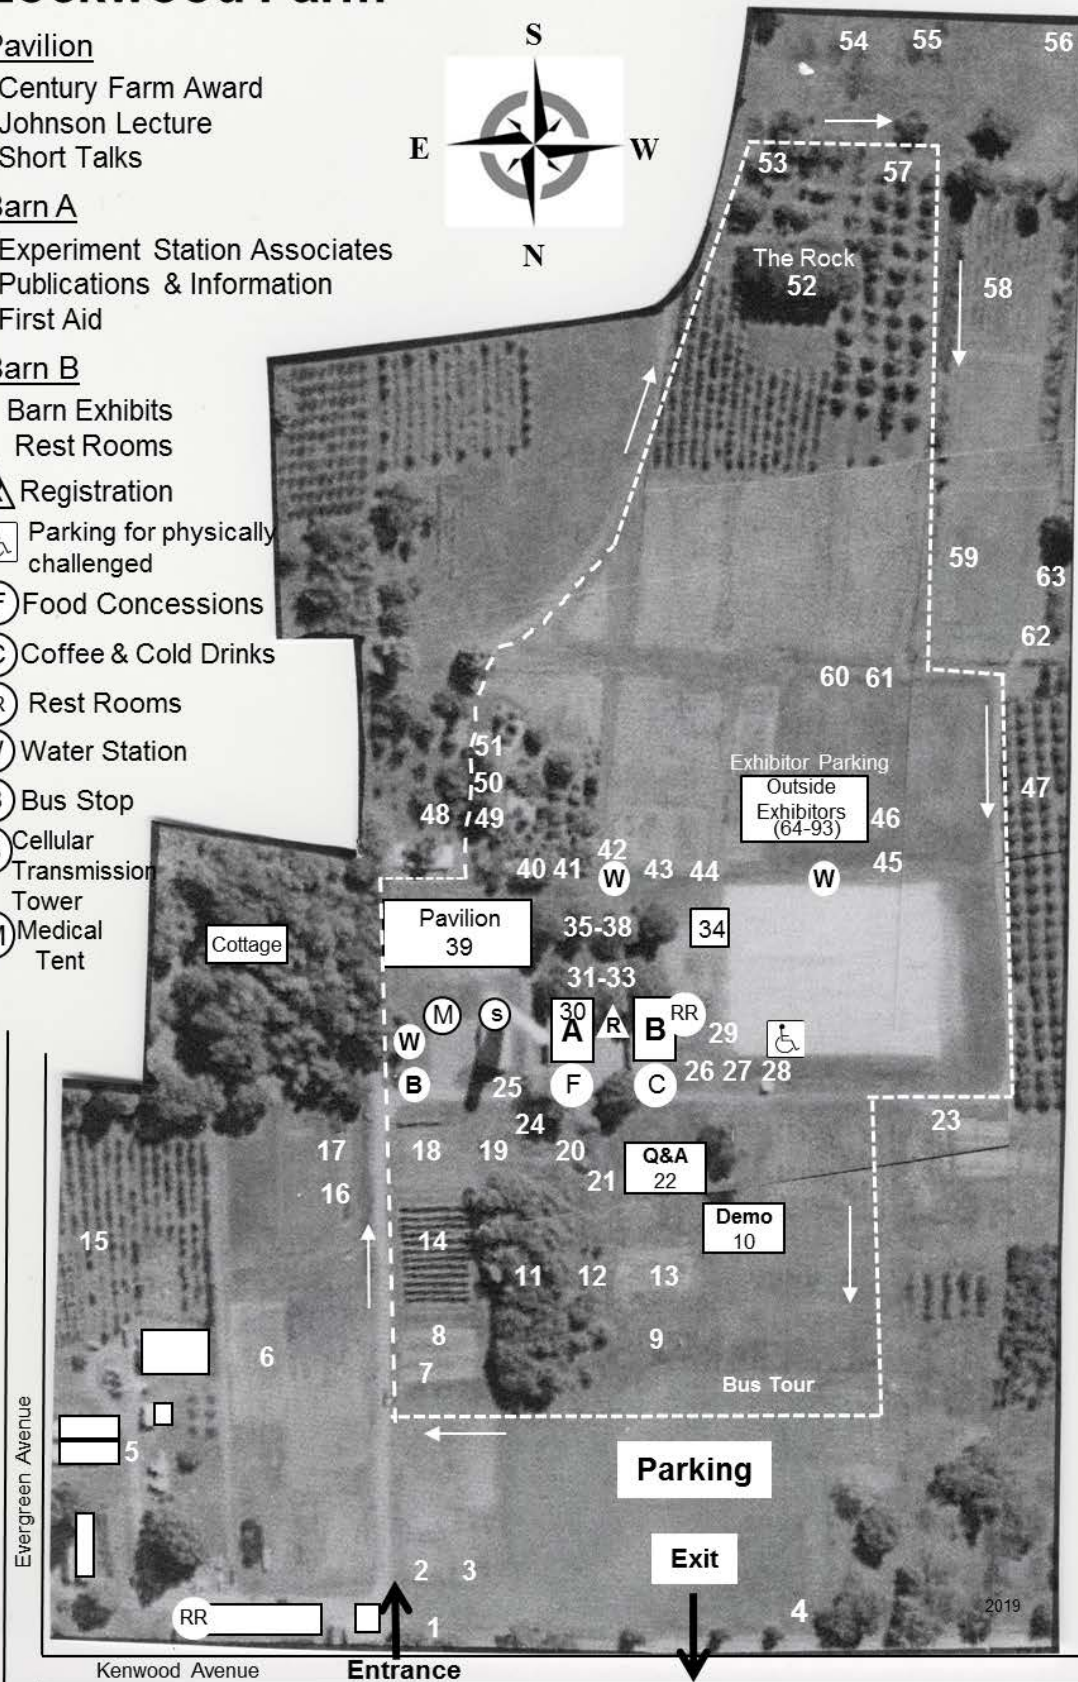 Lockwood Farm
Pavilion
Century Farm Award
Johnson Lecture
Short Talks
Barn A
Experiment Station Associates
Publications & Information
First Aid
Barn B
Barn Exhibits
Rest Rooms
Registration
Parking for physically
challenged
F Food Concessions
C Coffee & Cold Drinks
R Rest Rooms
W Water Station
B Bus Stop
Cellular
Transmission
Tower
M Medical
Tent
S
E W
N
54 55 56
53 57
The Rock
52 58
59
63
62
60 61
51
Exhibitor Parking
50
Outside
Exhibitors
(64-93)
47
48 49 46
42
40 41 43 44 45
W W
Pavilion
39
35-38 34
Cottage
31-33
M S 30 A R B RR
W 29
B 25 F C 26 27 28
24 23
17 18 19 20
Q&A
22
16 21
Demo
10
15 14
11 12 13
8 9
6 7
Bus Tour
5
Parking
Exit
2 3
RR 1 4
2019
Evergreen Avenue
Kenwood Avenue
Entrance